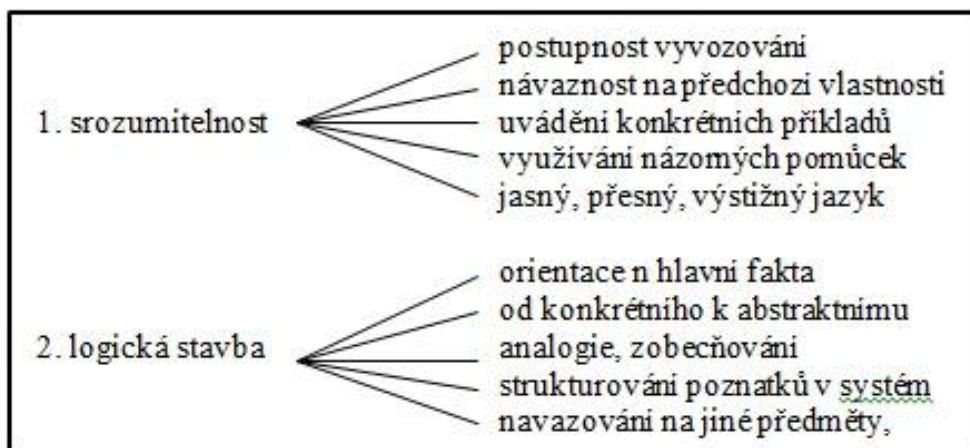 postupnost vyvozování
návaznost na předchozí vlastnosti
1. srozumitelnost
uvádění konkrétních příkladů
využívání názorných pomůcek
jasný, přesný, výstižný jazyk
orientace n hlavní fakta
od konkrétního k abstraktnímu
2. logická stavba
analogie, zobecňování
strukturování poznatků v systém
navazování na jiné předměty,